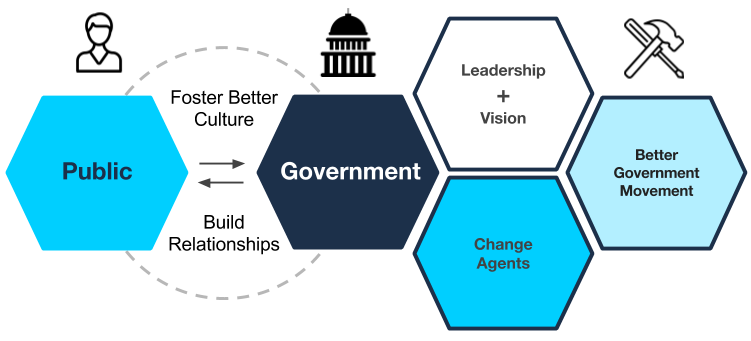 Foster Better
Culture
Public
Government
Build
Relationships
Leadership
+
Vision
Change
Agents
Better
Government
Movement